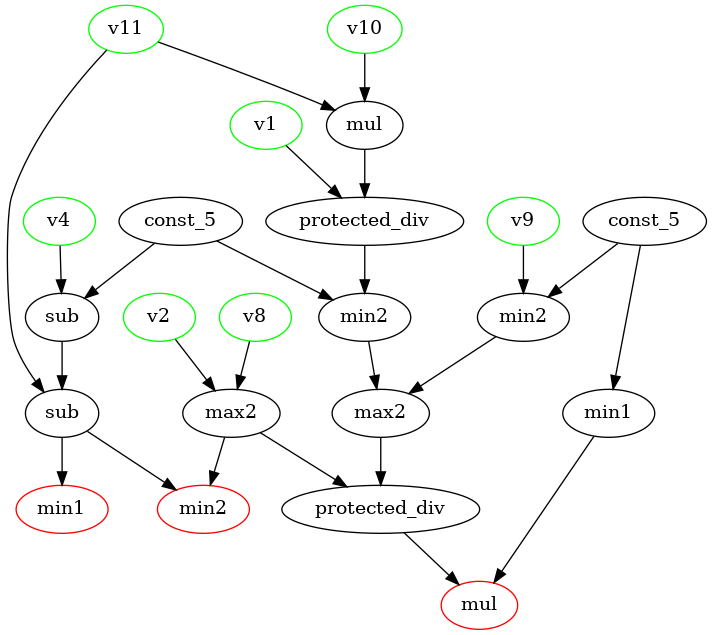 v11
v10
v1
mul
v4
const_5
protected_div
v9
const_5
sub
v2
v8
min2
min2
sub
max2
max2
min1
min1
min2
protected_div
mul